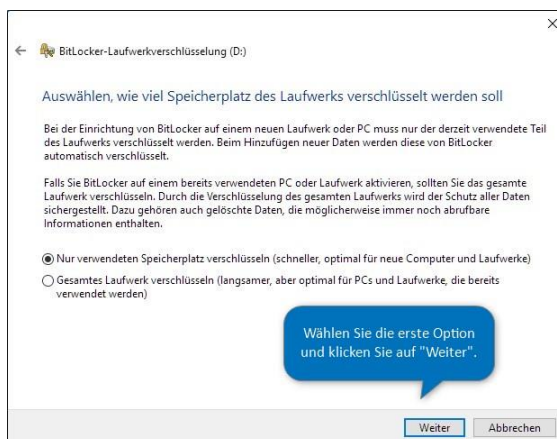 BitLocker-Laufwerkverschlüsselung (D:)
Auswählen, wie viel Speicherplatz des Laufwerks verschlüsselt werden soll
Bei der Einrichtung von BitLocker auf einem neuen Laufwerk oder PC muss nur der derzeit verwendete Teil
des Laufwerks verschlüsselt werden. Beim Hinzufügen neuer Daten werden diese von BitLocker
automatisch verschlüsselt.
Falls Sie BitLocker auf einem bereits verwendeten PC oder Laufwerk aktivieren, sollten Sie das gesamte
Laufwerk verschlüsseln. Durch die Verschlüsselung des gesamten Laufwerks wird der Schutz aller Daten
sichergestellt. Dazu gehören auch gelöschte Daten, die möglicherweise immer noch abrufbare
Informationen enthalten.
Nur verwendeten Speicherplatz verschlüsseln (schneller, optimal für neue Computer und Laufwerke)
Gesamtes Laufwerk verschlüsseln (langsamer, aber optimal für PCs und Laufwerke, die bereits
verwendet werden)
Wählen Sie die erste Option
und klicken Sie auf "Weiter".
Weiter
Abbrechen